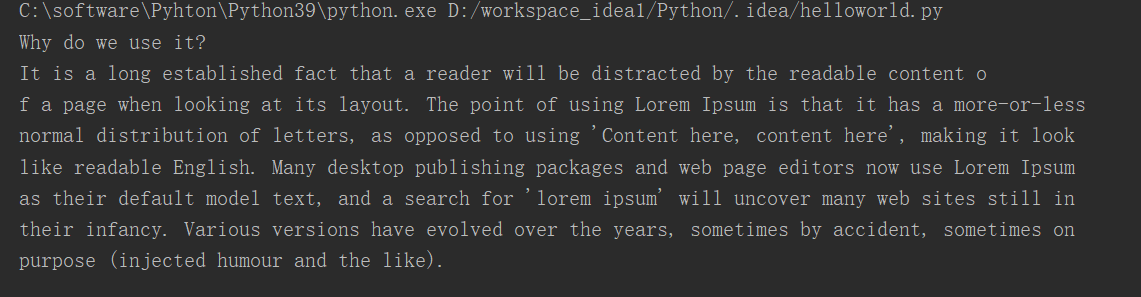 C:\software\Pyhton\Python39\python.exe D:/workspace_idea1/Python/.idea/helloworld.py
Why do we use it?
It is a long established fact that a reader will be distracted by the readable content o
f a page when looking at its layout. The point of using Lorem Ipsum is that it has a more-or-less
normal distribution of letters, as opposed to using 'Content here, content here', making it look
like readable English. Many desktop publishing packages and web page editors now use Lorem Ipsum
as their default model text, and a search for 'lorem ipsum' will uncover many web sites still in
their infancy. Various versions have evolved over the years, sometimes by accident, sometimes on
purpose (injected humour and the like).